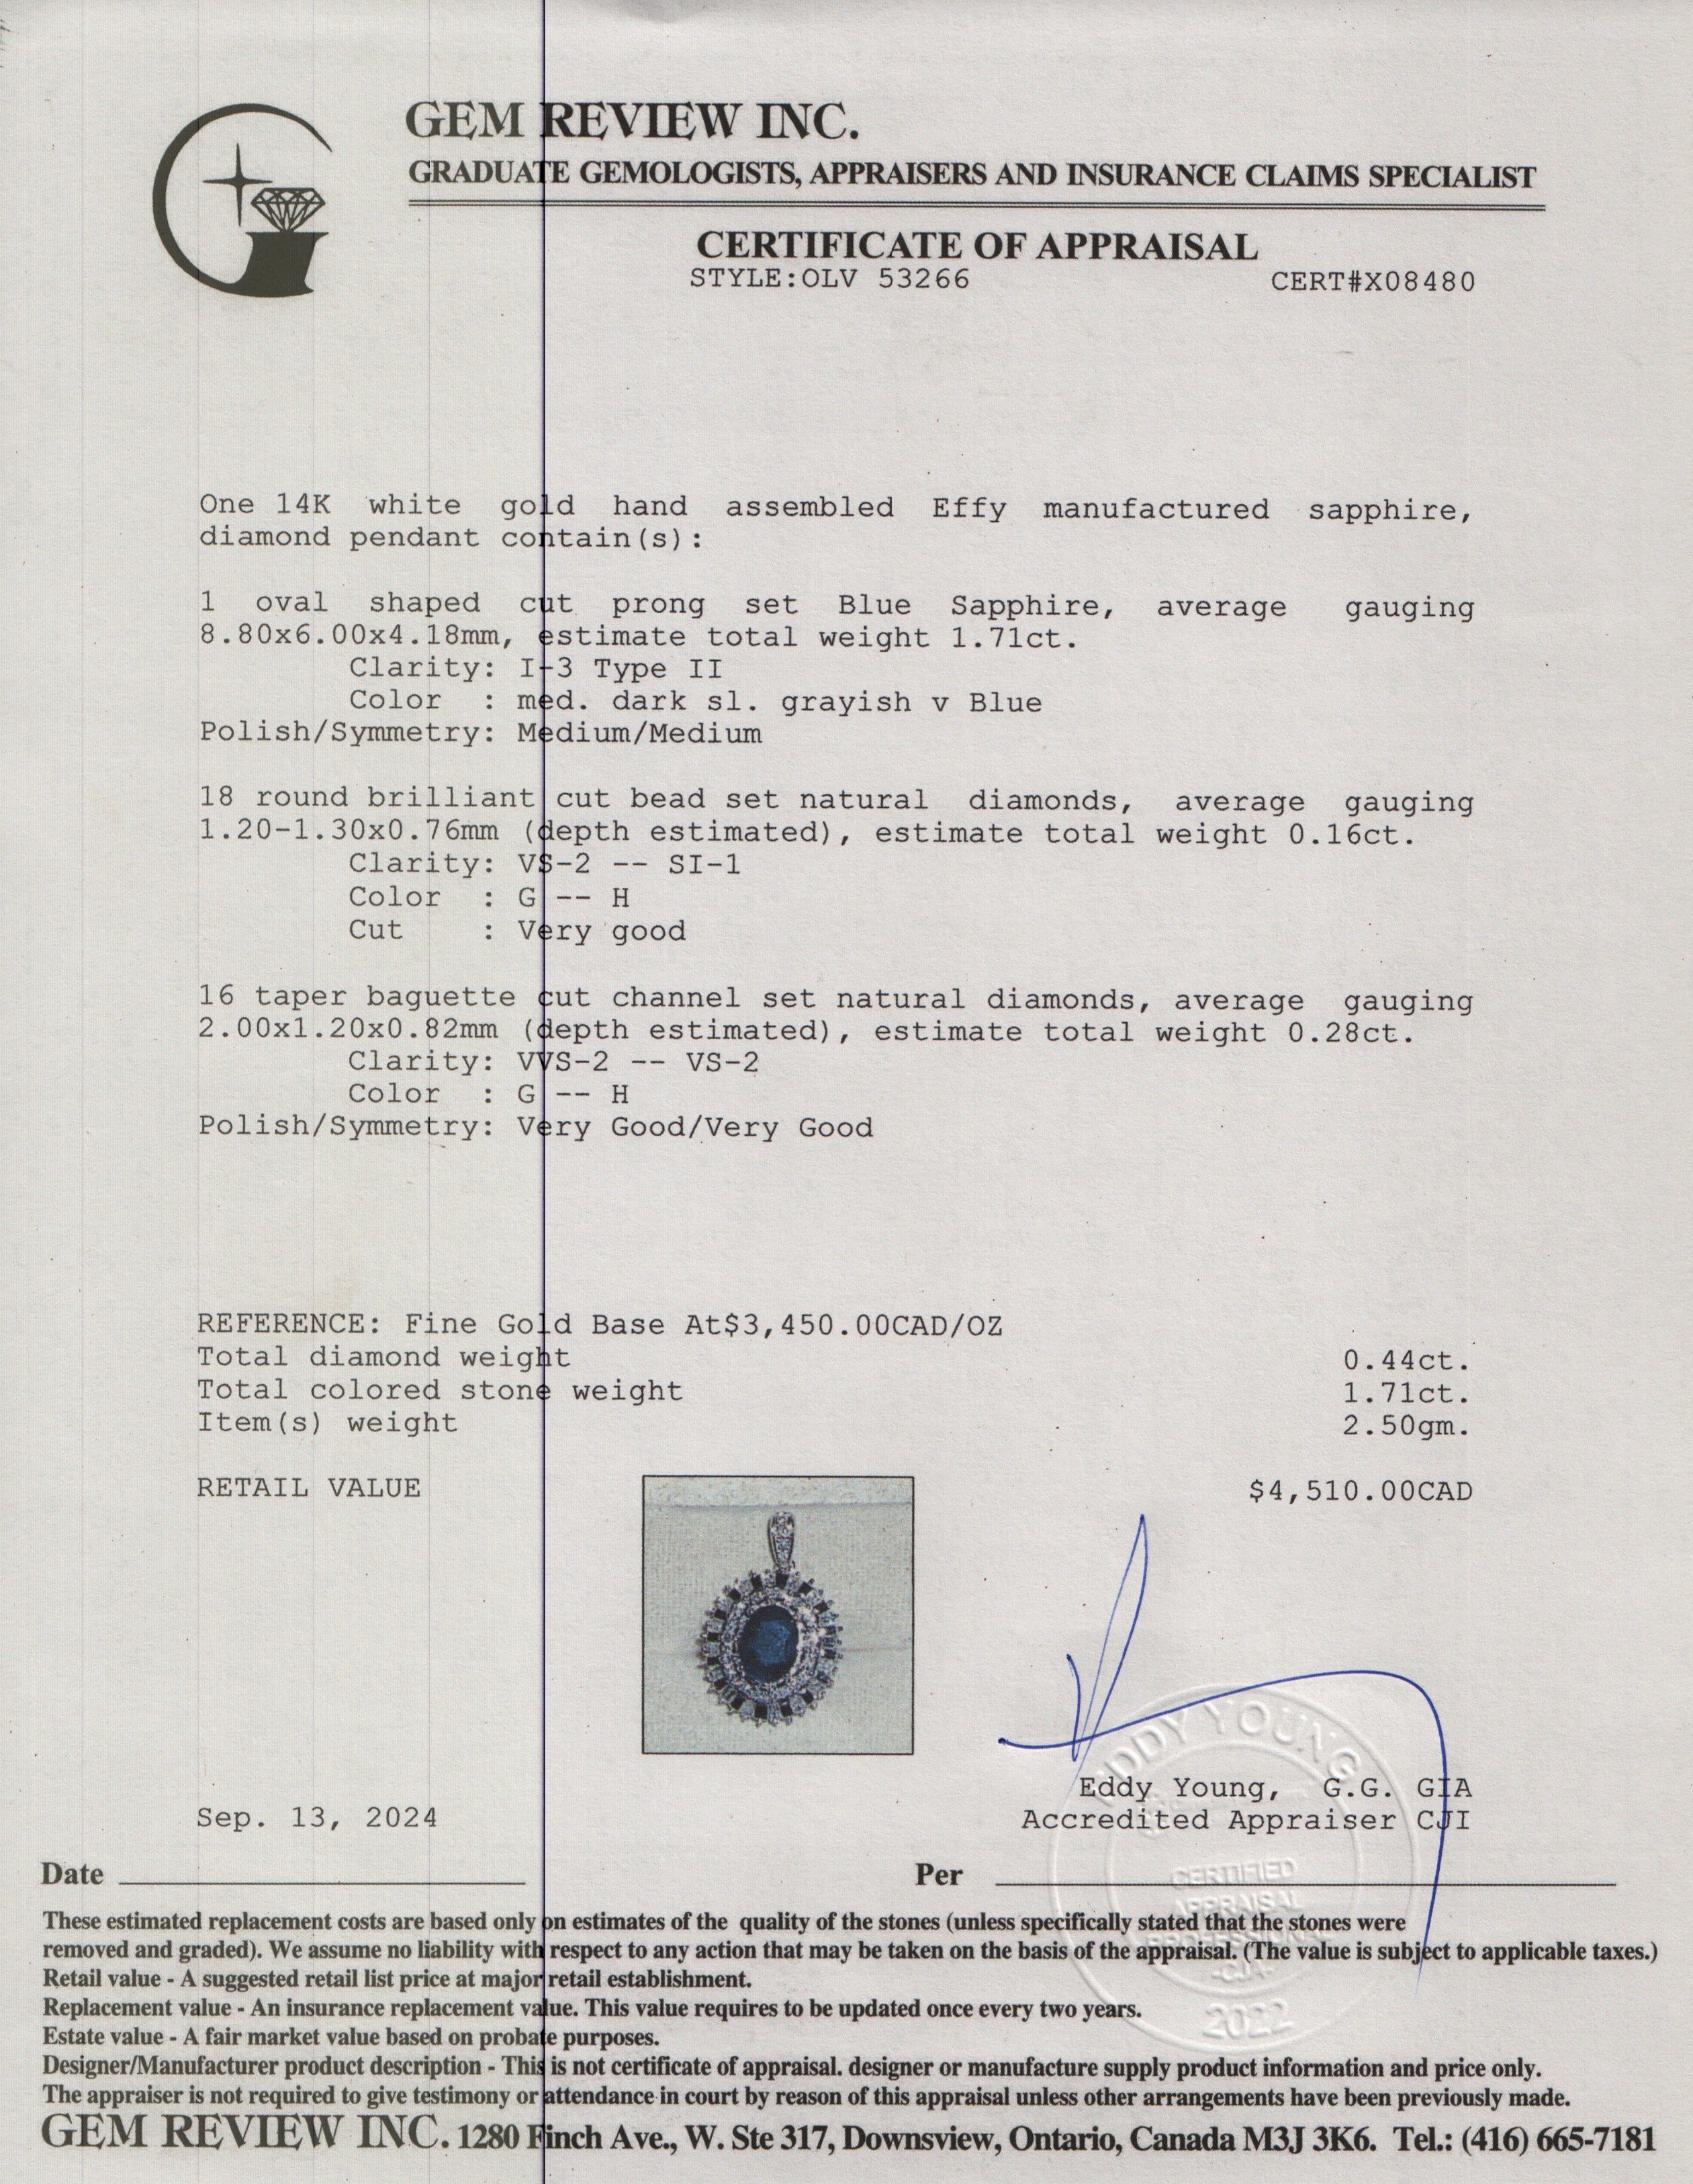 GEM REVIEW INC.
GRADUATE GEMOLOGISTS, APPRAISERS AND INSURANCE CLAIMS SPECIALIST
CERTIFICATE OF APPRAISAL
STYLE:OLV 53266 CERT#X08480
One 14K white gold hand assembled Effy manufactured sapphire,
diamond pendant contain(s):
1 oval shaped cut prong set Blue Sapphire, average gauging
8.80x6.00x4.18mm, estimate total weight 1.71ct.
Clarity: I-3 Type II
Color : med. dark sl. grayish v Blue
Polish/Symmetry: Medium/Medium
18 round brilliant cut bead set natural diamonds, average gauging
1.20-1.30x0.76mm (depth estimated), estimate total weight 0.16ct.
Clarity: VS-2 -- SI-1
Color : G -- H
Cut : Very good
16 taper baguette cut channel set natural diamonds, average gauging
2.00x1.20x0.82mm (depth estimated), estimate total weight 0.28ct.
Clarity: VVS-2 -- VS-2
Color : G -- H
Polish/Symmetry: Very Good/Very Good
REFERENCE: Fine Gold Base At$3,450.00CAD/OZ
Total diamond weight 0.44ct.
Total colored stone weight 1.71ct.
Item(s) weight 2.50gm.
RETAIL VALUE $4,510.00CAD
EDDY YOUNG
Eddy Young, G.G. GIA
Sep. 13, 2024 Accredited Appraiser CJI
Date Per
CERTIFIED
APPRAISAL
PROFESSIONAL
-CJA-
2022
These estimated replacement costs are based only on estimates of the quality of the stones (unless specifically stated that the stones were
removed and graded). We assume no liability with respect to any action that may be taken on the basis of the appraisal. (The value is subject to applicable taxes.)
Retail value - A suggested retail list price at major retail establishment.
Replacement value - An insurance replacement value. This value requires to be updated once every two years.
Estate value - A fair market value based on probate purposes.
Designer/Manufacturer product description - This is not certificate of appraisal. designer or manufacture supply product information and price only.
The appraiser is not required to give testimony or attendance in court by reason of this appraisal unless other arrangements have been previously made.
GEM REVIEW INC. 1280 Finch Ave., W. Ste 317, Downsview, Ontario, Canada M3J 3K6. Tel.: (416) 665-7181